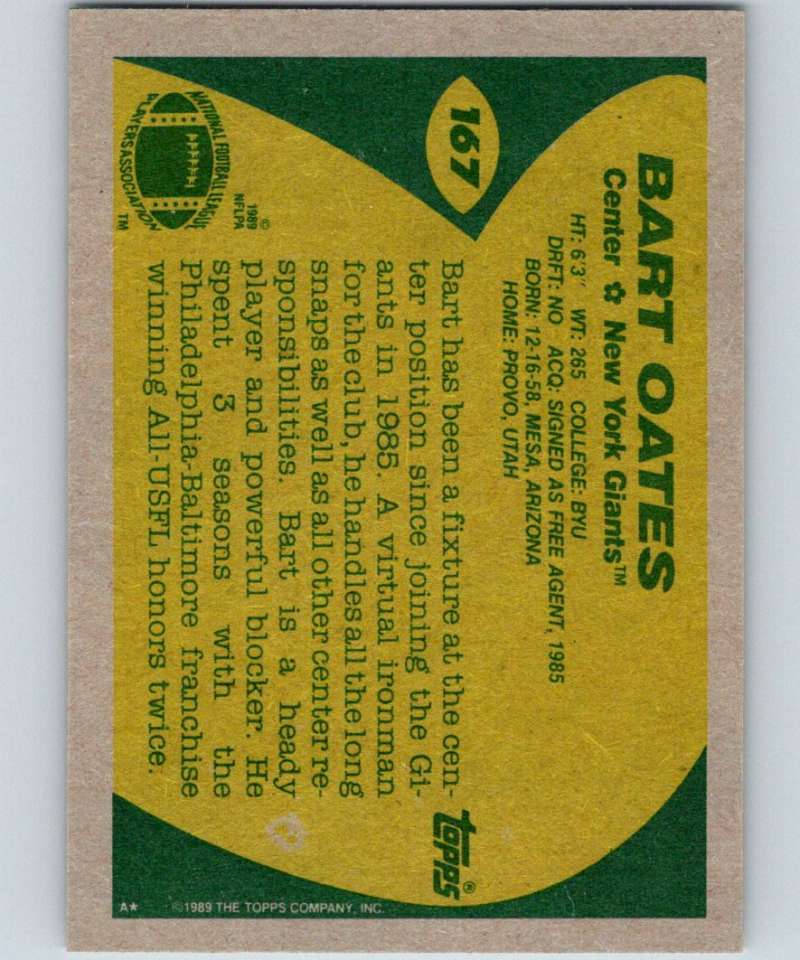 167
BART OATES
Center ✿ New York Giants™
HT: 6'3" WT: 265 COLLEGE: BYU
DRFT: NO ACQ: SIGNED AS FREE AGENT, 1985
BORN: 12-16-58, MESA, ARIZONA
HOME: PROVO, UTAH
Bart has been a fixture at the cen-
ter position since joining the Gi-
ants in 1985. A virtual ironman
for the club, he handles all the long
snaps as well as all other center re-
sponsibilities. Bart is a heady
player and powerful blocker. He
spent 3 seasons with the
Philadelphia-Baltimore franchise
winning All-USFL honors twice.
NATIONAL FOOTBALL LEAGUE
PLAYERS ASSOCIATION
TM
©
1989
NFLPA
topps®
A★ ©1989 THE TOPPS COMPANY, INC.